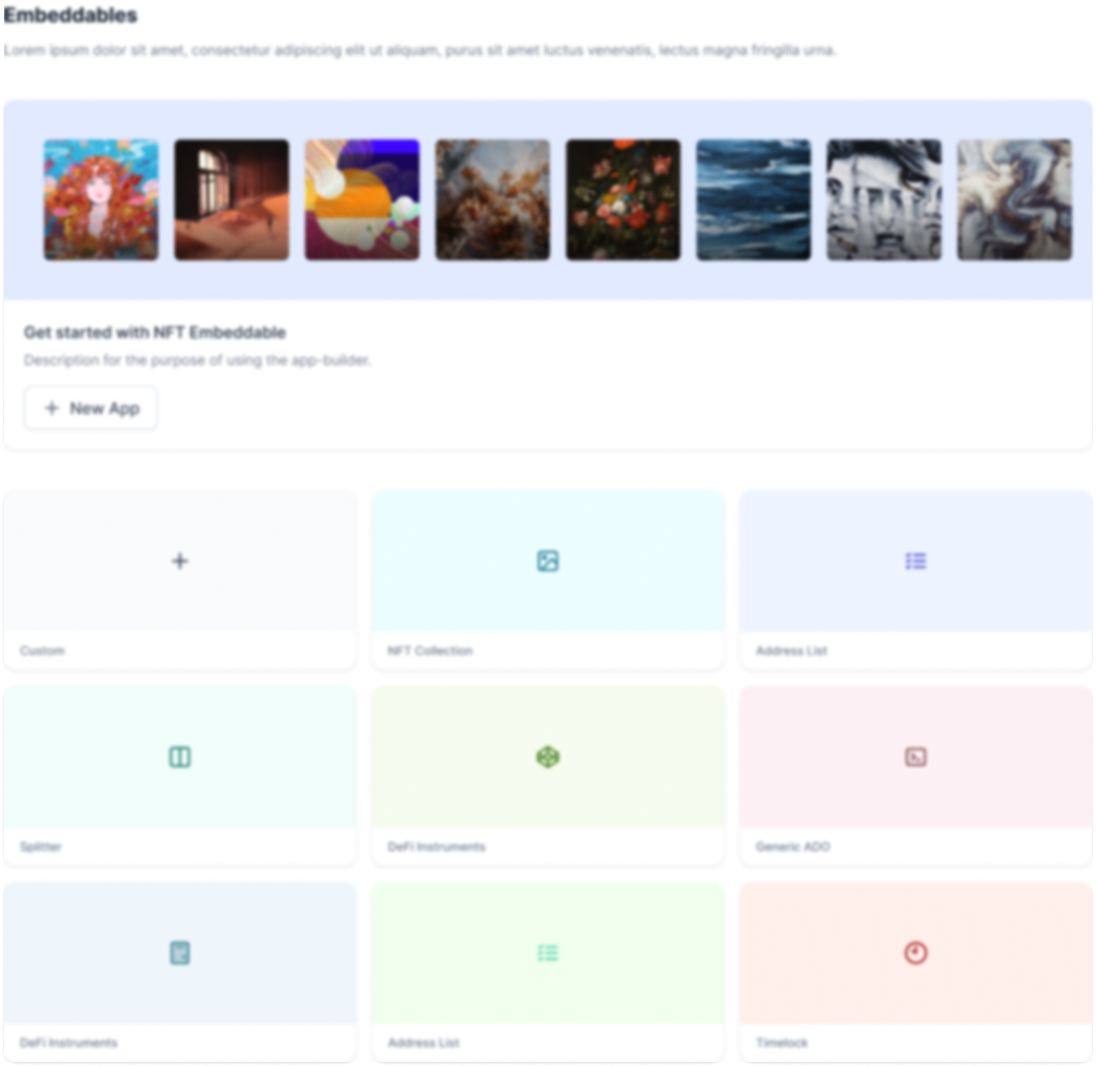 Embeddables
Lorem ipsum dolor sit amet, consectetur adipiscing elit ut aliquam, purus sit amet luctus venenatis, lectus magna fringilla urna.
Get started with NFT Embeddable
Description for the purpose of using the app-builder.
New App
Custom
NFT Collection
Address List
Splitter
DeFi Instruments
Generic ADO
DeFi Instruments
Address List
Timelock